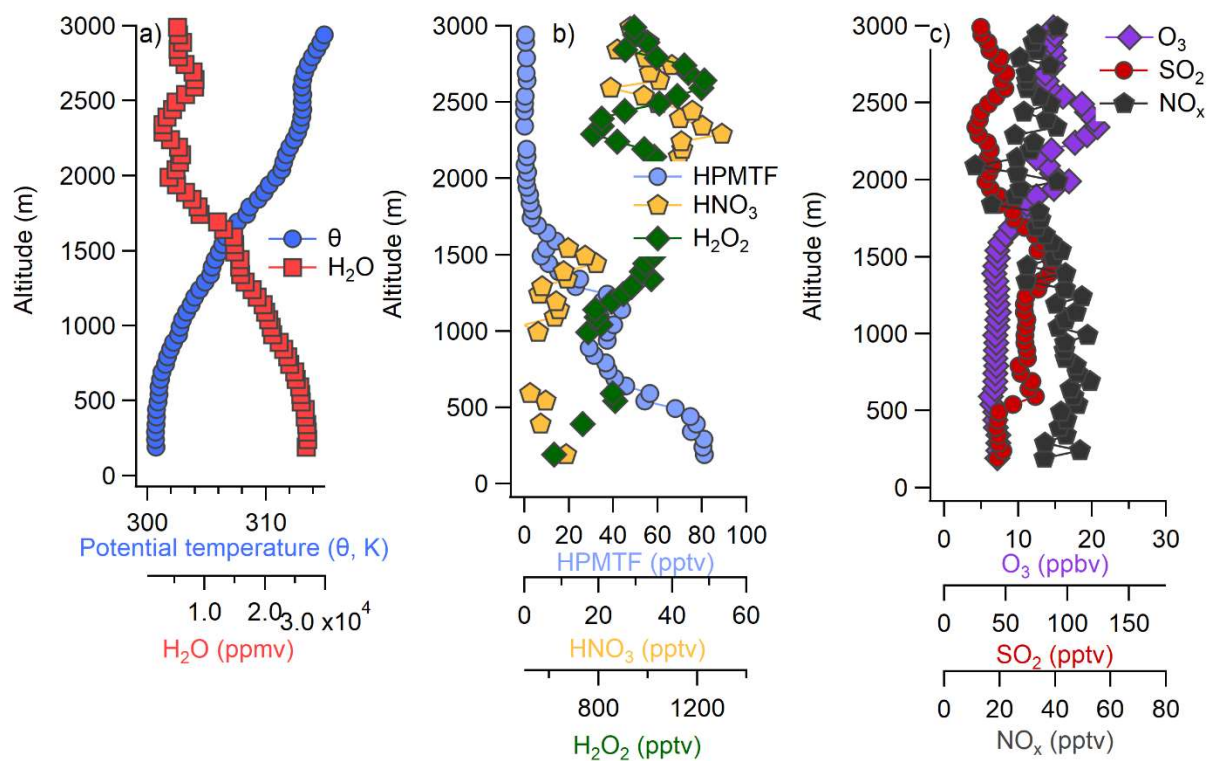 a)
3000
2500
2000
1500
1000
500
0
Altitude (m)
θ
H₂O
300
310
Potential temperature (θ, K)
1.0
2.0
3.0 x10⁴
H₂O (ppmv)
b)
3000
2500
2000
1500
1000
500
0
Altitude (m)
HPMTF
HNO₃
H₂O₂
0
20
40
60
80
100
HPMTF (pptv)
0
20
40
60
HNO₃ (pptv)
800
1200
H₂O₂ (pptv)
c)
3000
2500
2000
1500
1000
500
0
Altitude (m)
O₃
SO₂
NOₓ
0
10
20
30
O₃ (ppbv)
0
50
100
150
SO₂ (pptv)
0
20
40
60
80
NOₓ (pptv)